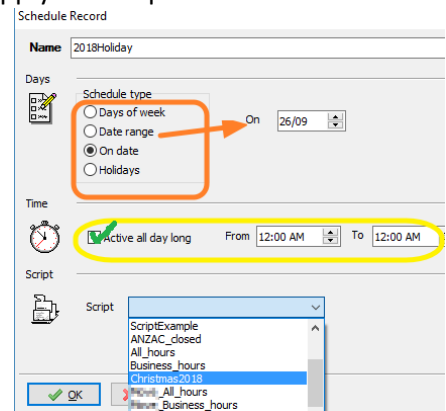 Schedule Record
Name 2018Holiday
Days
Schedule type
Days of week
Date range
On date
Holidays
On 26/09
Time
Active all day long From 12:00 AM To 12:00 AM
Script
Script
ScriptExample
ANZAC_closed
All_hours
Business_hours
Christmas2018
_All_hours
_Business_hours
OK